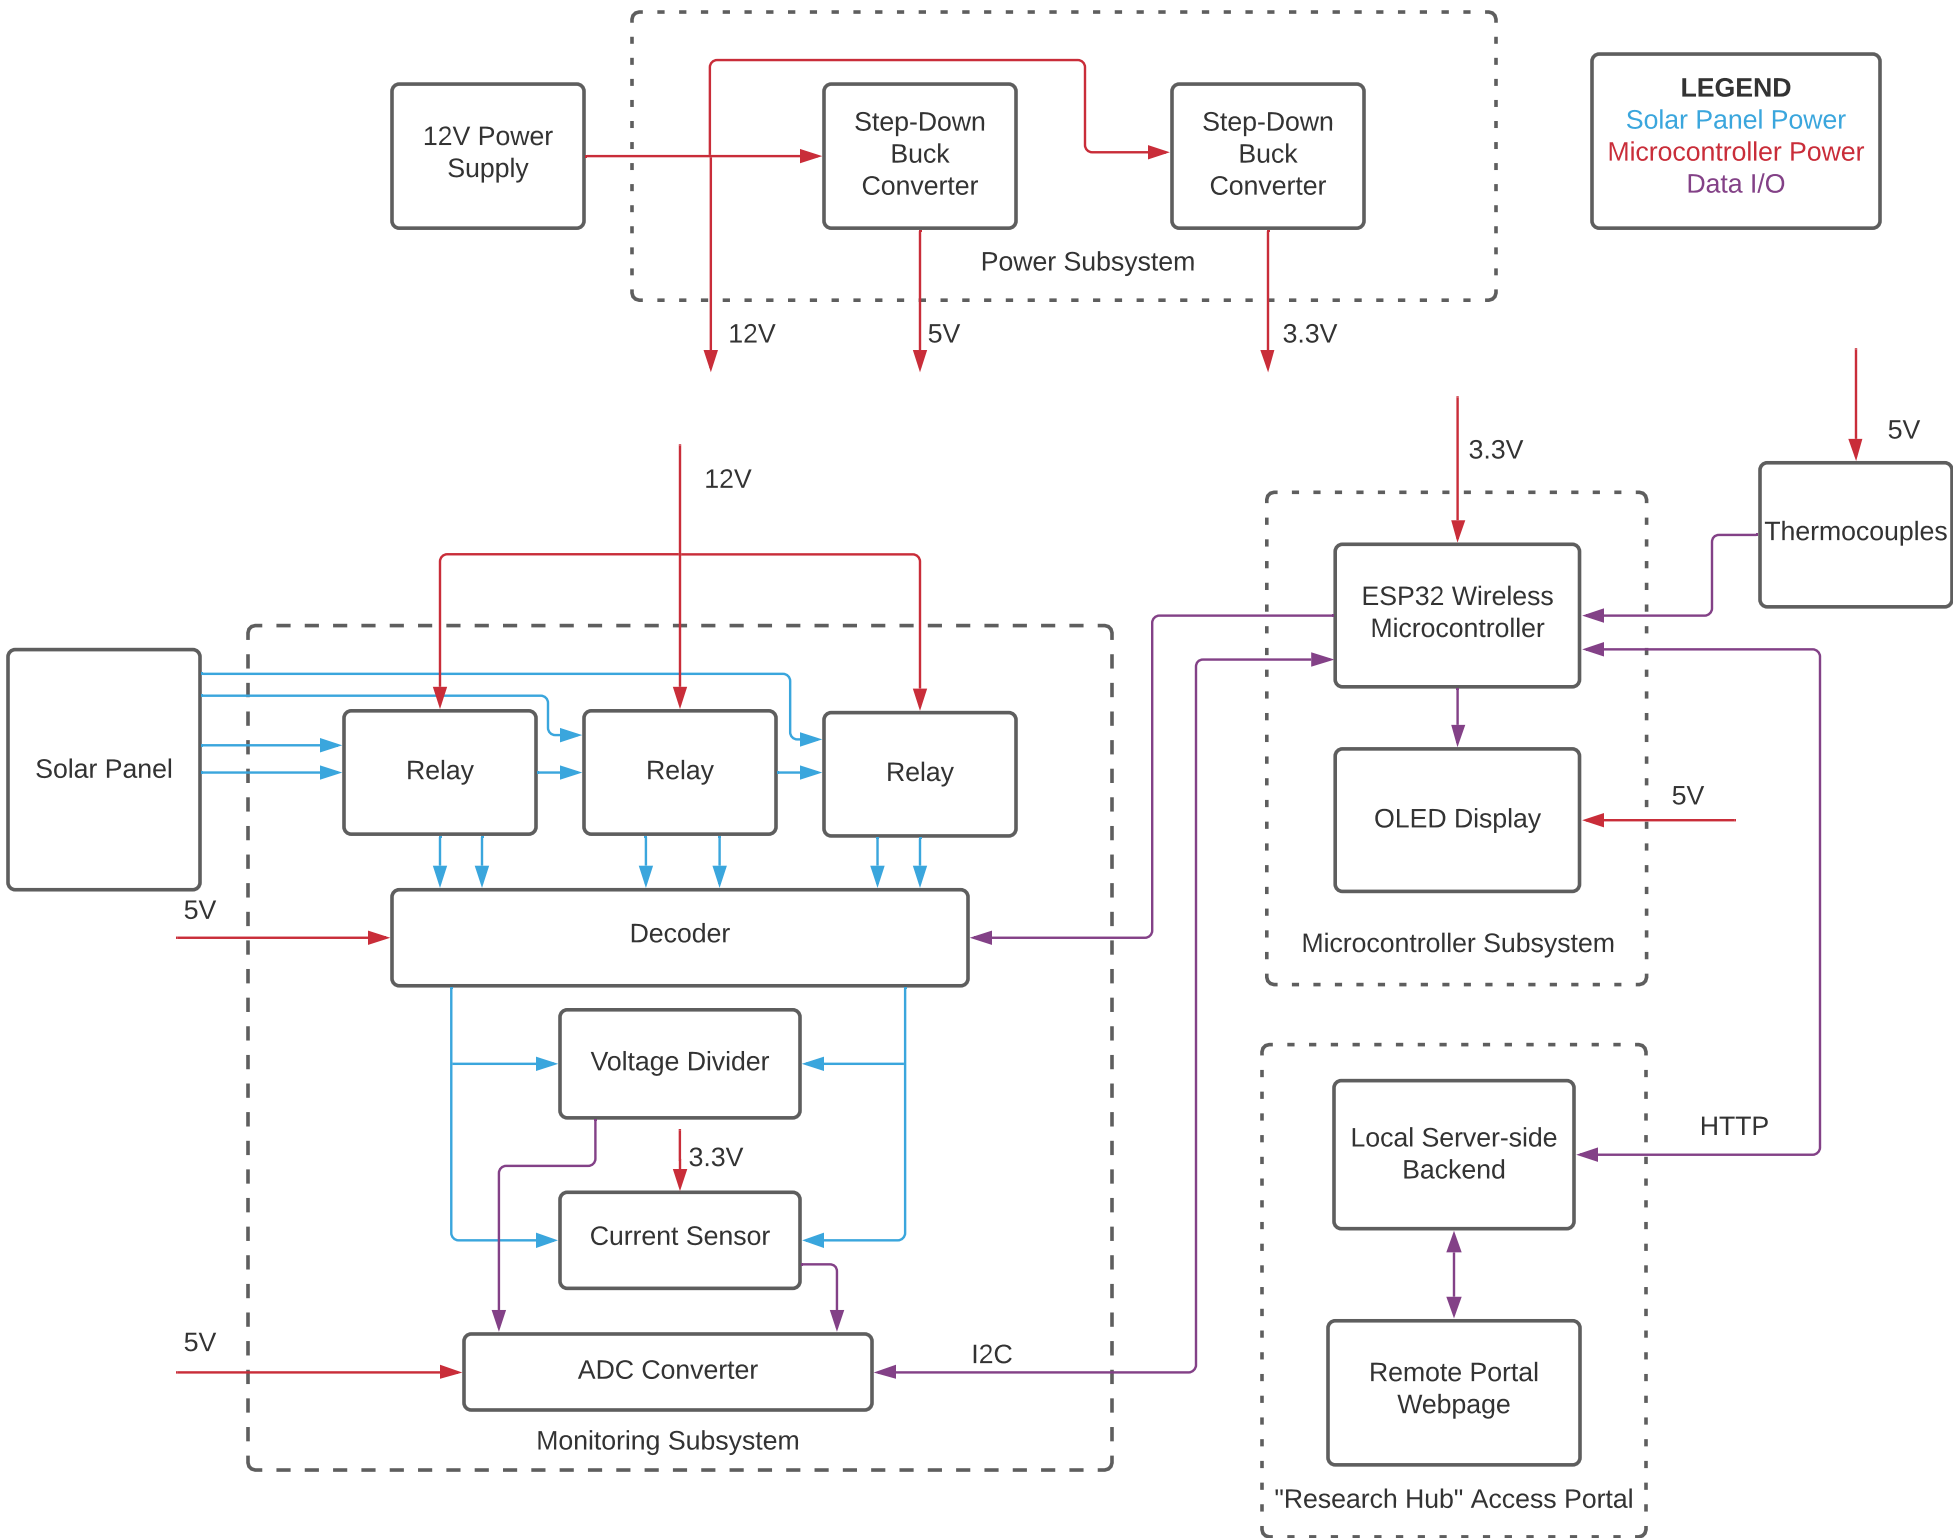 12V Power
Supply
Step-Down
Buck
Converter
Step-Down
Buck
Converter
Power Subsystem
LEGEND
Solar Panel Power
Microcontroller Power
Data I/O
12V
5V
3.3V
12V
3.3V
5V
Thermocouples
ESP32 Wireless
Microcontroller
OLED Display
5V
Microcontroller Subsystem
Solar Panel
Relay
Relay
Relay
5V
Decoder
Voltage Divider
3.3V
Current Sensor
5V
ADC Converter
I2C
Monitoring Subsystem
Local Server-side
Backend
HTTP
Remote Portal
Webpage
"Research Hub" Access Portal